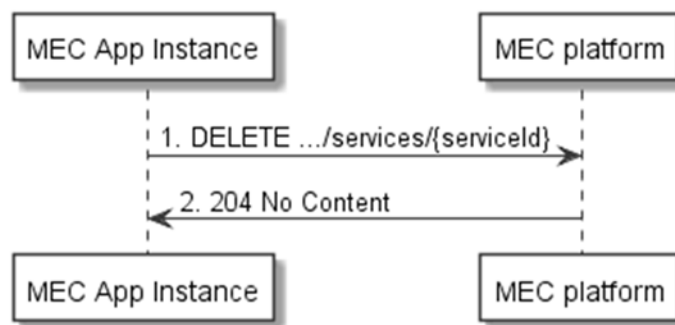 MEC App Instance
MEC platform
1. DELETE .../services/{serviceId}
2. 204 No Content
MEC App Instance
MEC platform